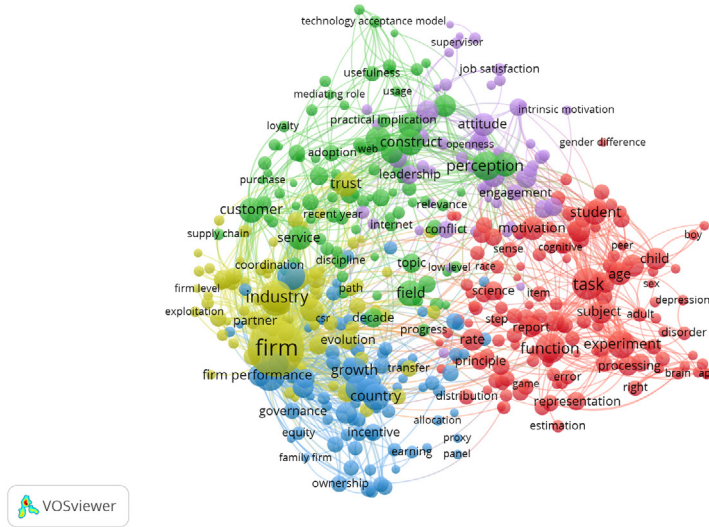 technology acceptance model
supervisor
usefulness
job satisfaction
mediating role
usage
practical implication
attitude
intrinsic motivation
loyalty
construct
openness
gender difference
adoption
web
perception
purchase
leadership
trust
engagement
customer
recent year
relevance
student
supply chain
internet
conflict
motivation
service
sense
cognitive
peer
boy
coordination
discipline
topic
low level
race
child
firm level
path
task
age
sex
industry
field
science
item
depression
exploitation
partner
csr
decade
step
subject
adult
progress
report
disorder
firm
evolution
rate
function
experiment
firm performance
growth
transfer
principle
processing
brain
ap
country
game
error
right
governance
distribution
representation
equity
incentive
allocation
estimation
family firm
earning
proxy
panel
ownership
VOSviewer